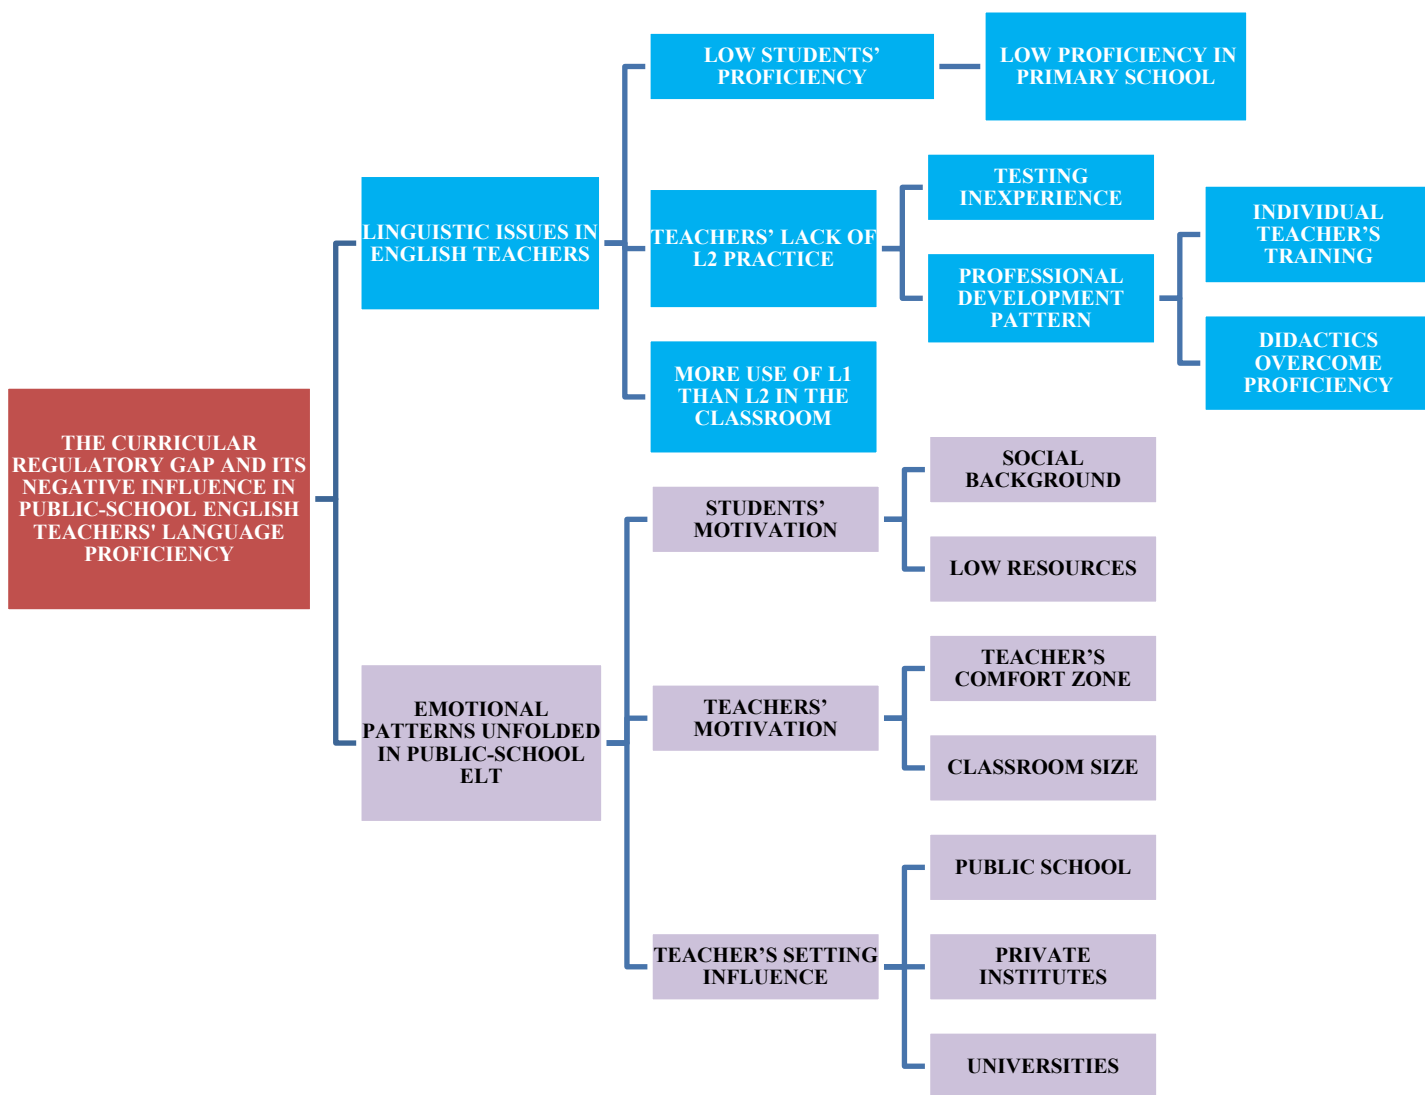 THE CURRICULAR
REGULATORY GAP AND ITS
NEGATIVE INFLUENCE IN
PUBLIC-SCHOOL ENGLISH
TEACHERS' LANGUAGE
PROFICIENCY
LINGUISTIC ISSUES IN
ENGLISH TEACHERS
LOW STUDENTS’
PROFICIENCY
LOW PROFICIENCY IN
PRIMARY SCHOOL
TEACHERS’ LACK OF
L2 PRACTICE
TESTING
INEXPERIENCE
PROFESSIONAL
DEVELOPMENT
PATTERN
INDIVIDUAL
TEACHER’S
TRAINING
DIDACTICS
OVERCOME
PROFICIENCY
MORE USE OF L1
THAN L2 IN THE
CLASSROOM
EMOTIONAL
PATTERNS UNFOLDED
IN PUBLIC-SCHOOL
ELT
STUDENTS’
MOTIVATION
SOCIAL
BACKGROUND
LOW RESOURCES
TEACHERS’
MOTIVATION
TEACHER’S
COMFORT ZONE
CLASSROOM SIZE
TEACHER’S SETTING
INFLUENCE
PUBLIC SCHOOL
PRIVATE
INSTITUTES
UNIVERSITIES